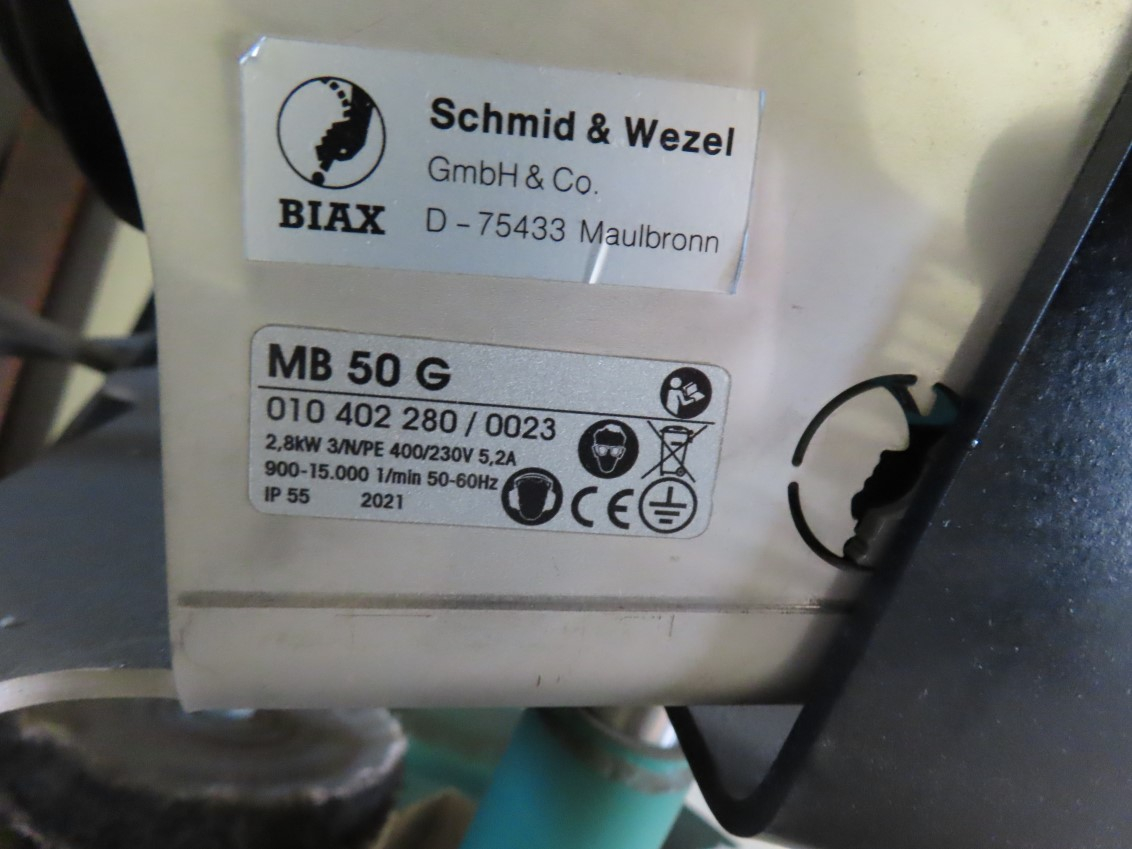 Schmid & Wezel
GmbH & Co.
D - 75433 Maulbronn
BIAX
MB 50 G
010 402 280 / 0023
2,8kW 3/N/PE 400/230V 5,2A
900-15.000 1/min 50-60Hz
IP 55 2021
CE